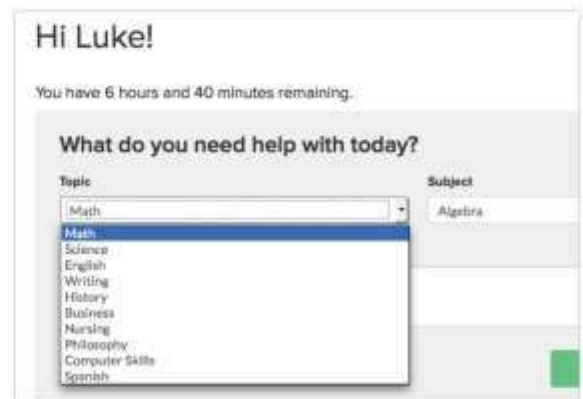 Hi Luke!
You have 6 hours and 40 minutes remaining.
What do you need help with today?
Topic Subject
Math Algebra
Math
Science
English
Writing
History
Business
Nursing
Philosophy
Computer Skills
Spanish